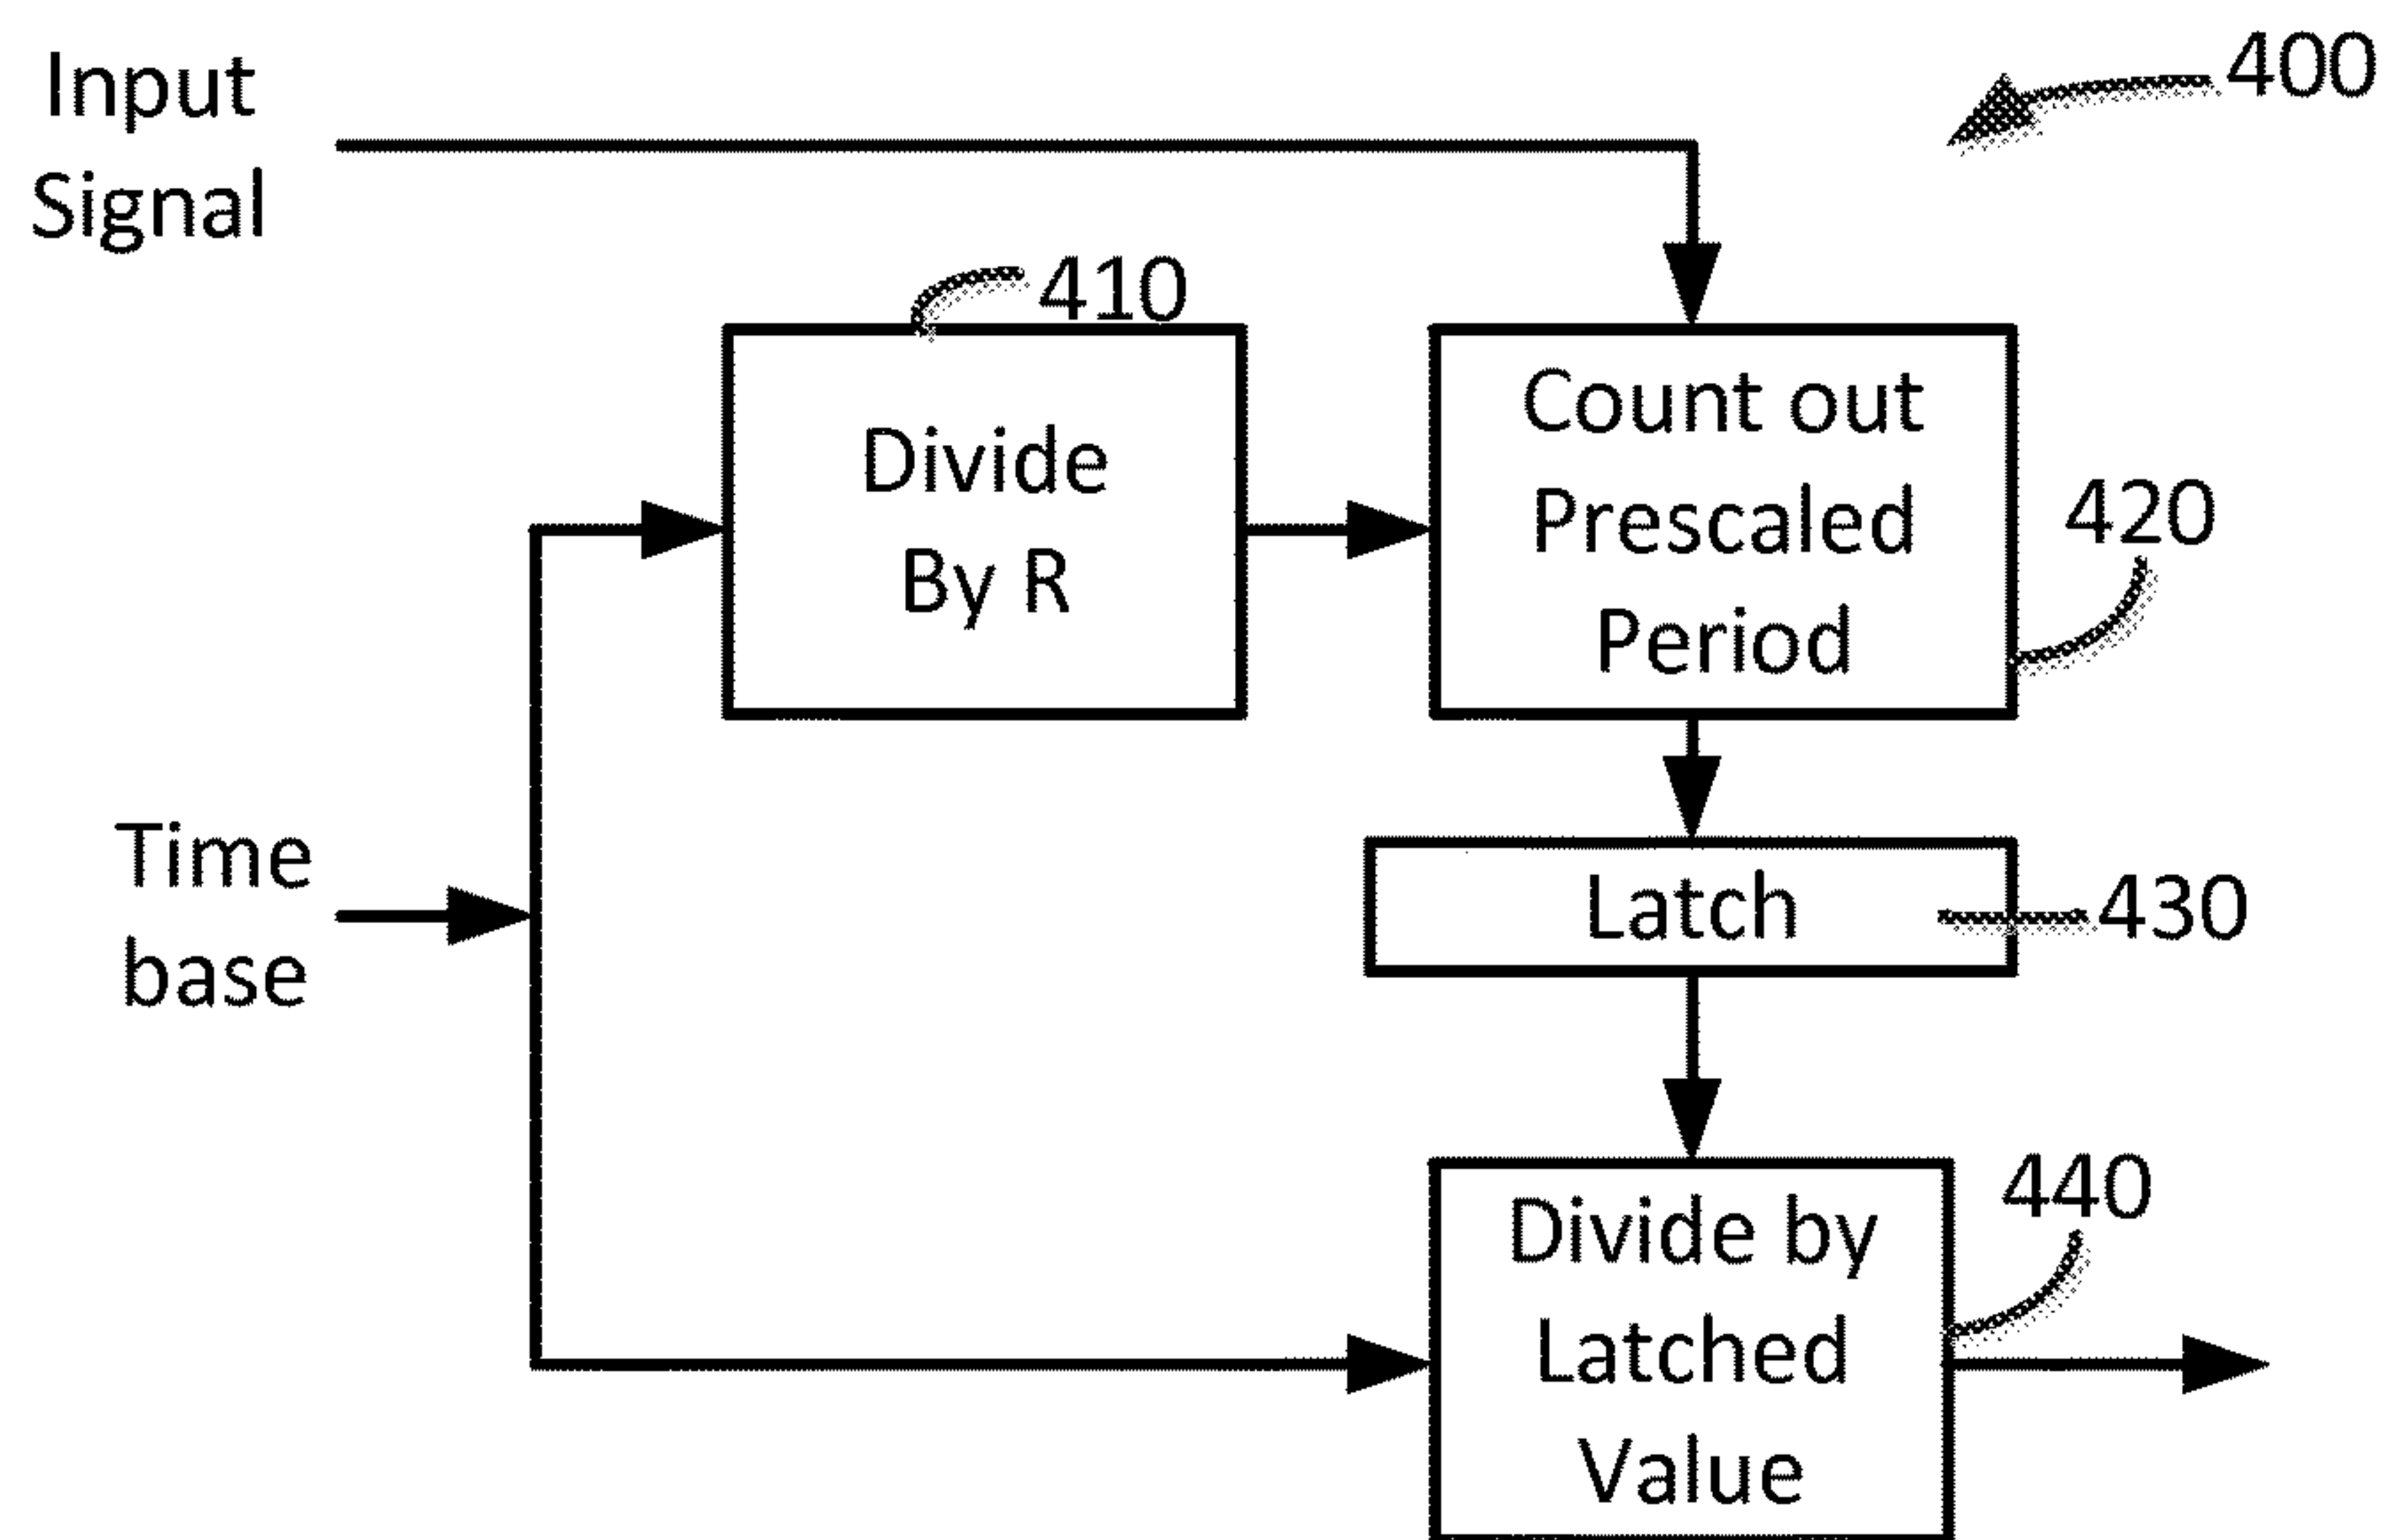 Input
Signal
400
410
Divide
By R
Count out
Prescaled
Period
420
Time
base
Latch
430
Divide by
Latched
Value
440